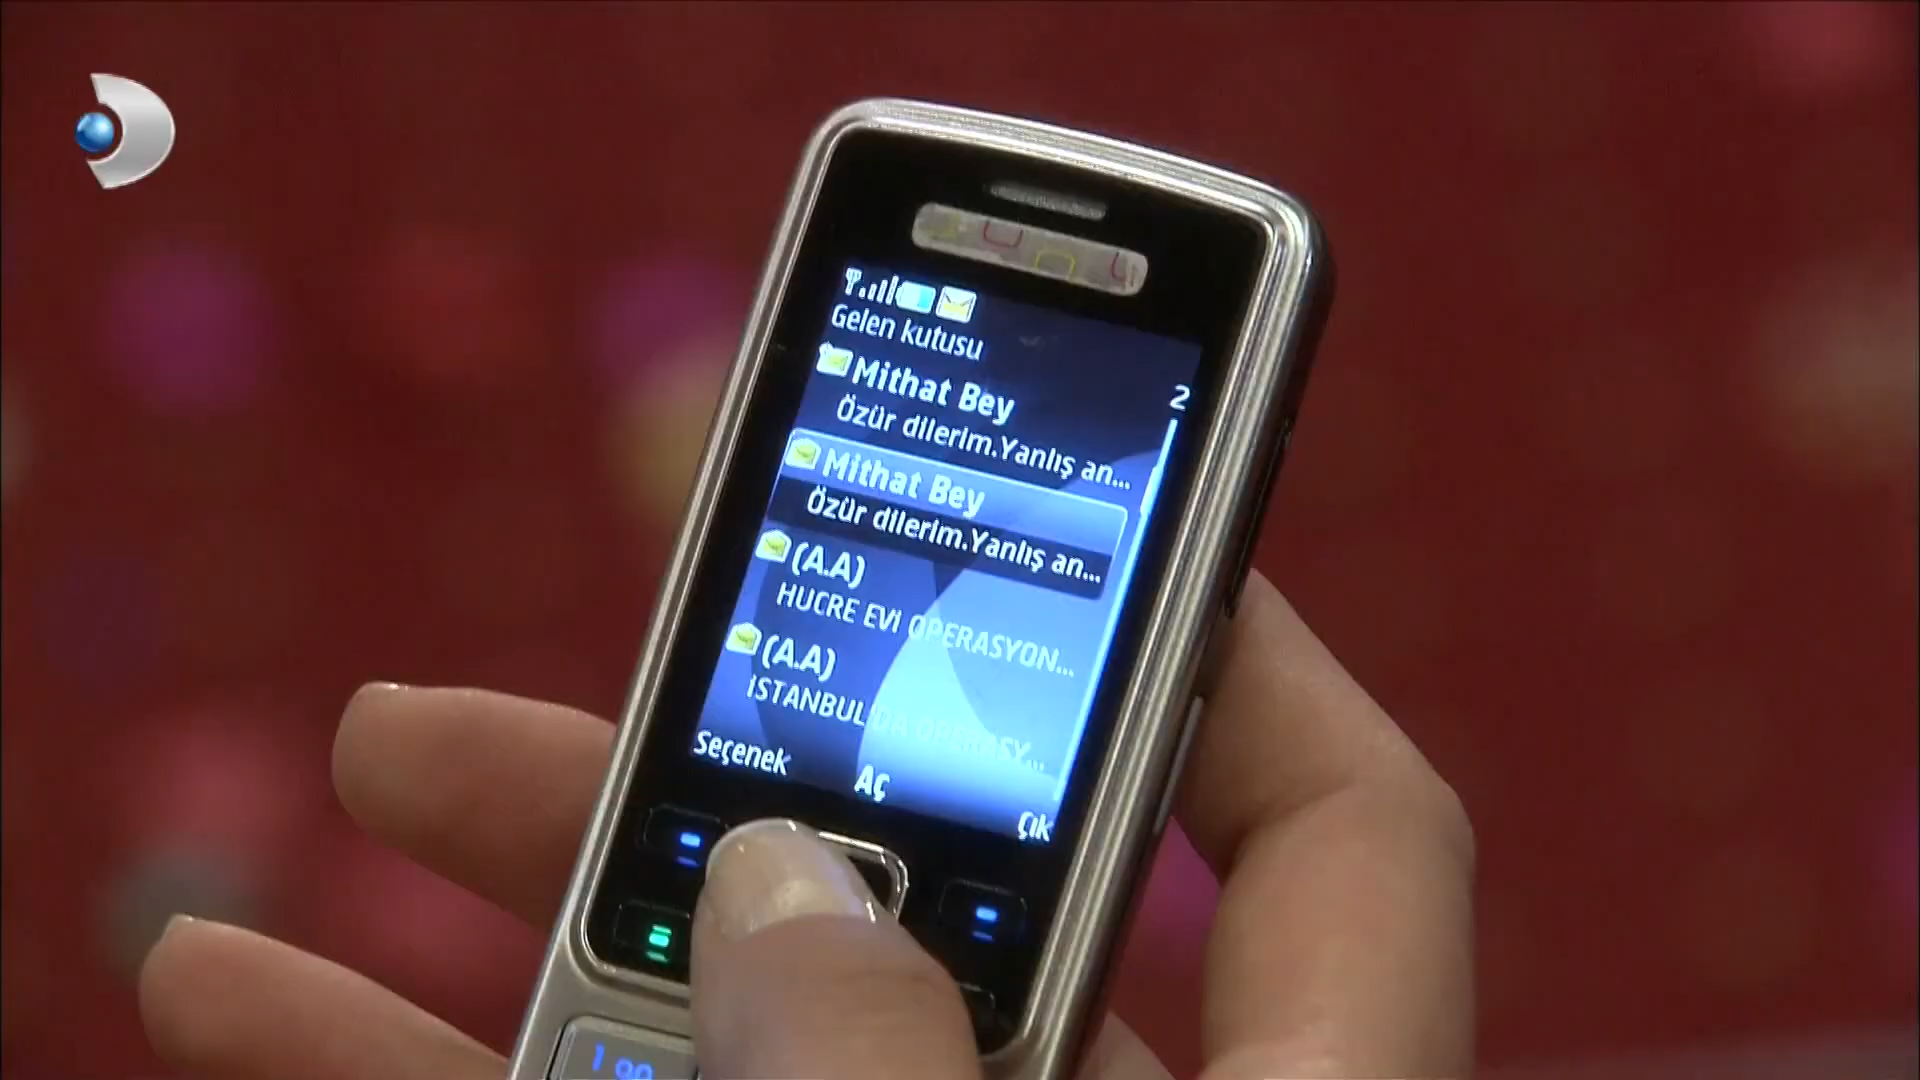 Gelen kutusu
Mithat Bey
2
Özür dilerim.Yanlış an...
Mithat Bey
Özür dilerim.Yanlış an...
(A.A)
HUCRE EVİ OPERASYON...
(A.A)
İSTANBUL'DA OPERASY...
Seçenek
Aç
Çık
1